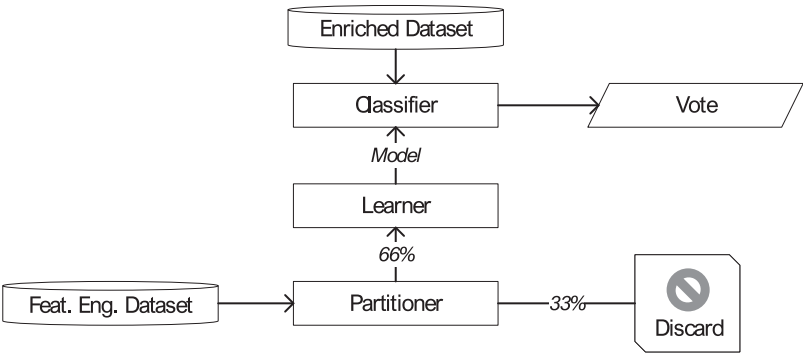 Enriched Dataset
Classifier
Vote
Model
Learner
66%
Feat. Eng. Dataset
Partitioner
33%
Discard